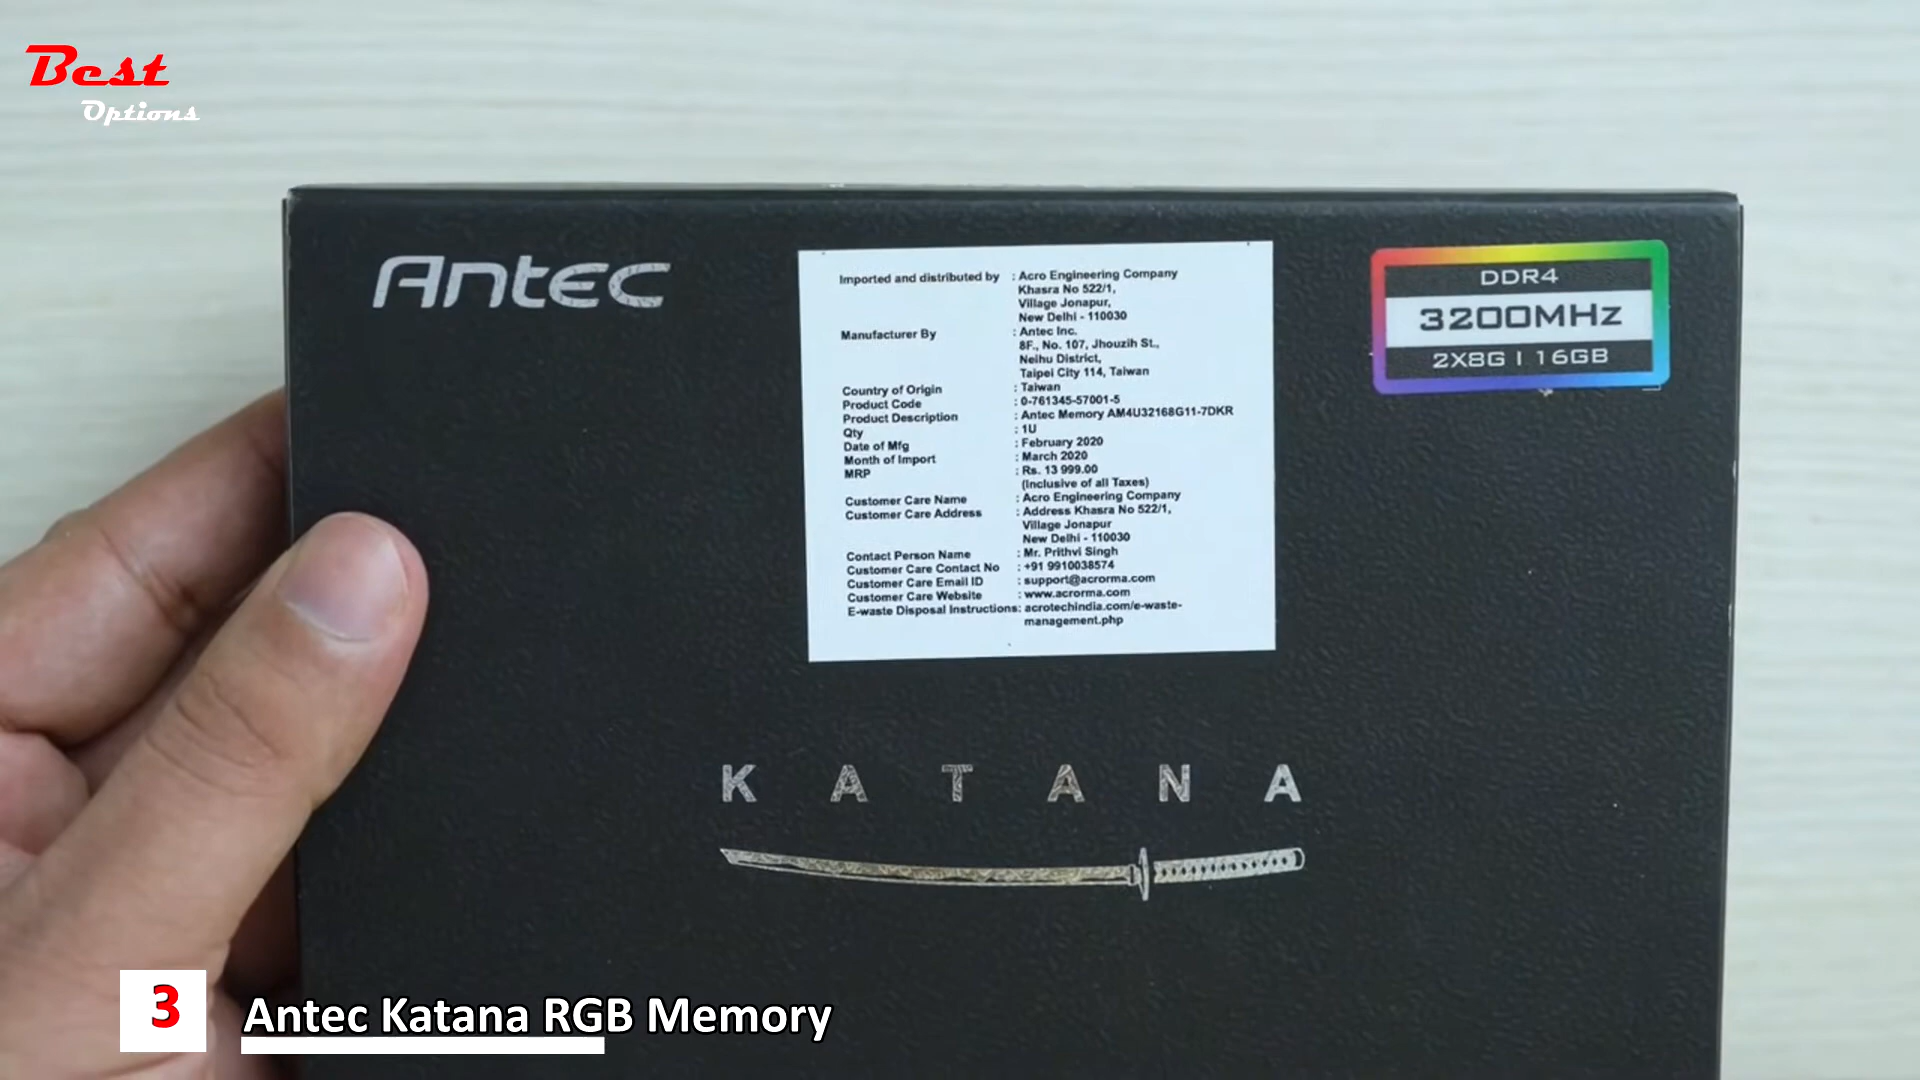 Best
Options
Antec
Imported and distributed by : Acro Engineering Company
Khasra No 522/1,
Village Jonapur,
New Delhi - 110030
Manufacturer By : Antec Inc.
8F., No. 107, Jhouzih St.,
Neihu District,
Taipei City 114, Taiwan
Country of Origin : Taiwan
Product Code : 0-761345-57001-5
Product Description : Antec Memory AM4U32168G11-7DKR
Qty : 1U
Date of Mfg : February 2020
Month of Import : March 2020
MRP : Rs. 13 999.00
(Inclusive of all Taxes)
Customer Care Name : Acro Engineering Company
Customer Care Address : Address Khasra No 522/1,
Village Jonapur
New Delhi - 110030
Contact Person Name : Mr. Prithvi Singh
Customer Care Contact No : +91 9910038574
Customer Care Email ID : support@acrorma.com
Customer Care Website : www.acrorma.com
E-waste Disposal Instructions: acrotechindia.com/e-waste-
management.php
DDR4
3200MHz
2X8G | 16GB
KATANA
3
Antec Katana RGB Memory